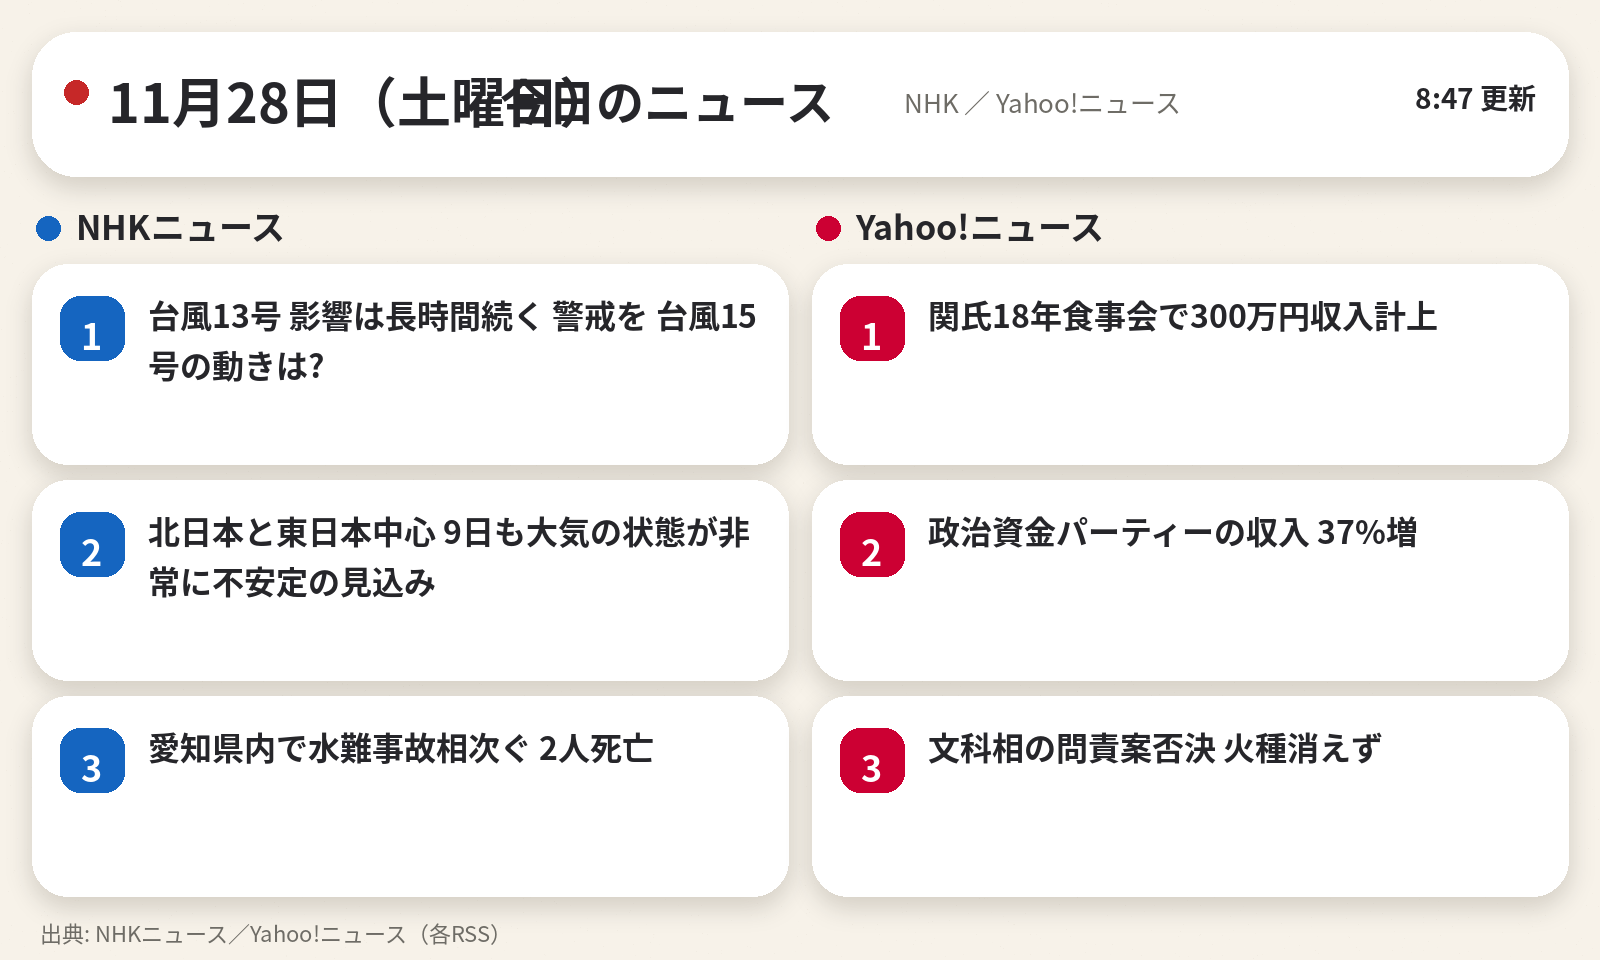 11月28日（土曜日）
今日のニュース
NHK ／ Yahoo!ニュース
8:47 更新
NHKニュース
1
台風13号 影響は長時間続く 警戒を 台風15
号の動きは?
2
北日本と東日本中心 9日も大気の状態が非
常に不安定の見込み
3
愛知県内で水難事故相次ぐ 2人死亡
Yahoo!ニュース
1
関氏18年食事会で300万円収入計上
2
政治資金パーティーの収入 37%増
3
文科相の問責案否決 火種消えず
出典: NHKニュース／Yahoo!ニュース（各RSS）